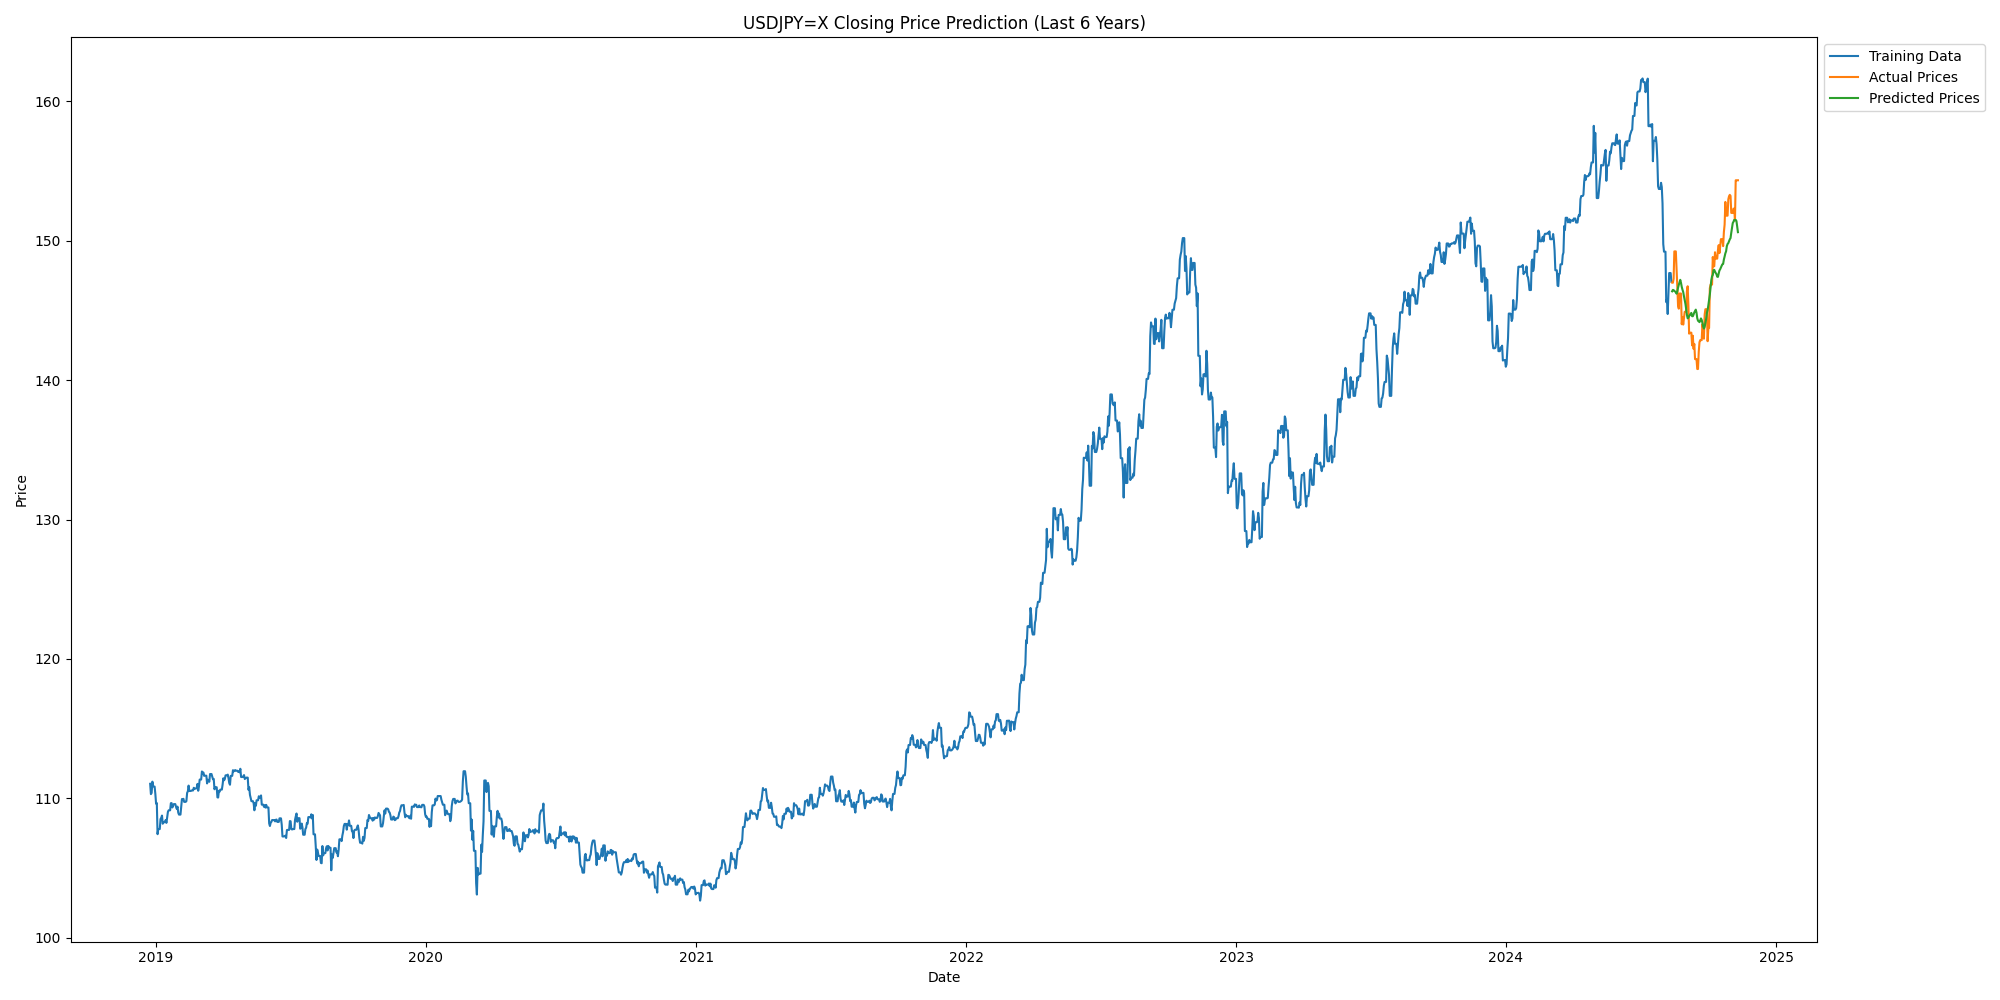 USDJPY=X Closing Price Prediction (Last 6 Years)
Training Data
Actual Prices
Predicted Prices
Price
160
150
140
130
120
110
100
2019 2020 2021 2022 2023 2024 2025
Date